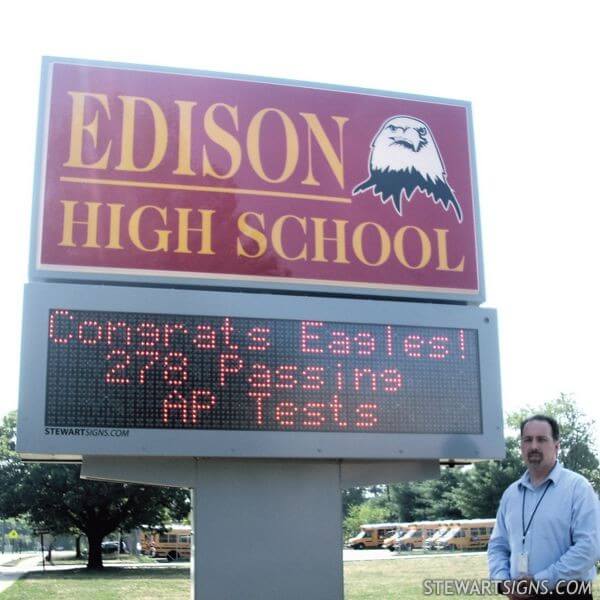 EDISON
HIGH SCHOOL
Congrats Eagles!
278 Passing
AP Tests
STEWARTSIGNS.COM
STEWARTSIGNS.COM